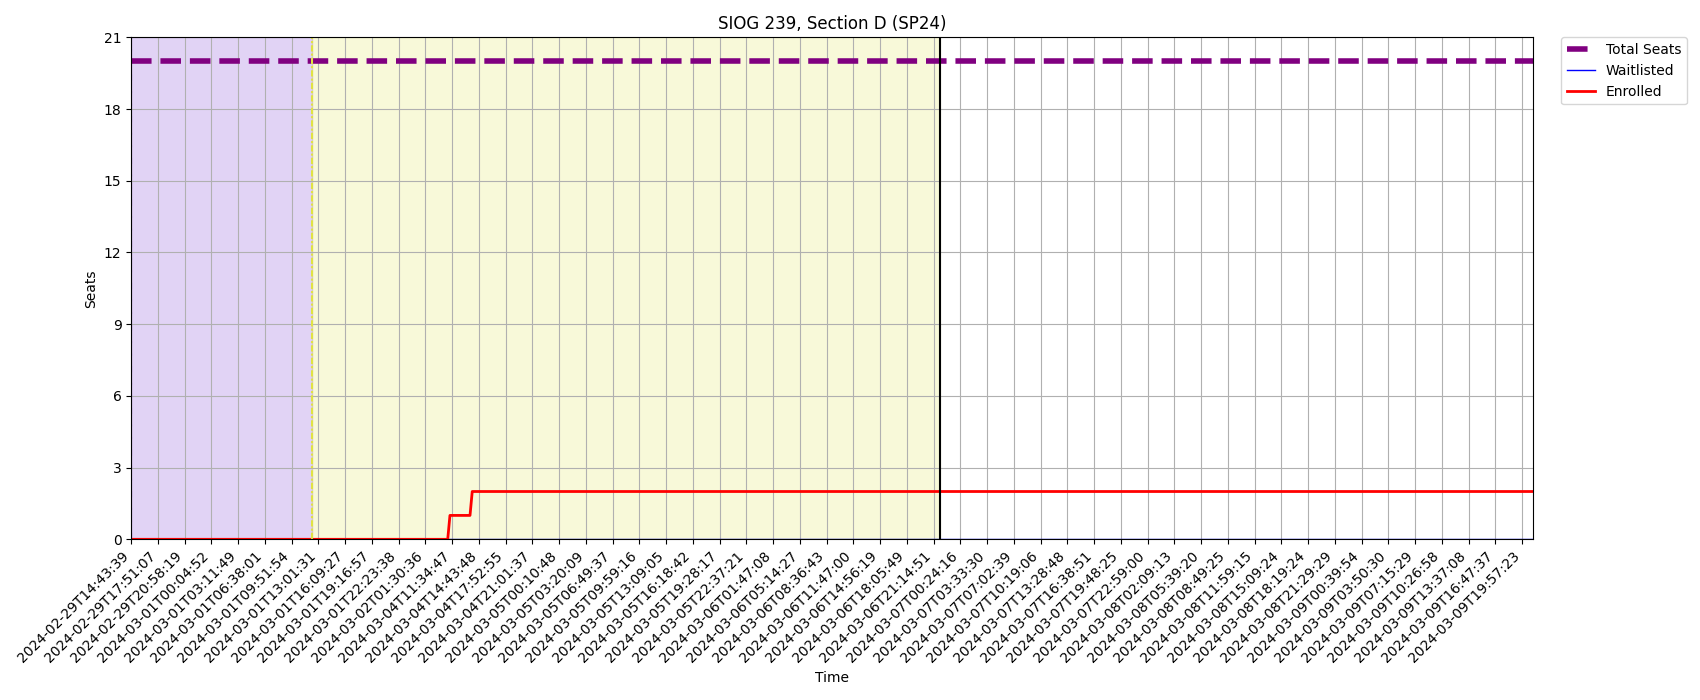 SIOG 239, Section D (SP24)
Total Seats
Waitlisted
Enrolled
Seats
21
18
15
12
9
6
3
0
2024-02-29T14:43:39
2024-02-29T17:51:07
2024-02-29T20:58:19
2024-03-01T00:04:52
2024-03-01T03:11:49
2024-03-01T06:38:01
2024-03-01T09:51:54
2024-03-01T13:01:31
2024-03-01T16:09:27
2024-03-01T19:16:57
2024-03-01T22:23:38
2024-03-02T01:30:36
2024-03-04T11:34:47
2024-03-04T14:43:48
2024-03-04T17:52:55
2024-03-04T21:01:37
2024-03-05T00:10:48
2024-03-05T03:20:09
2024-03-05T06:49:37
2024-03-05T09:59:16
2024-03-05T13:09:05
2024-03-05T16:18:42
2024-03-05T19:28:17
2024-03-05T22:37:21
2024-03-06T01:47:08
2024-03-06T05:14:27
2024-03-06T08:36:43
2024-03-06T11:47:00
2024-03-06T14:56:19
2024-03-06T18:05:49
2024-03-06T21:14:51
2024-03-07T00:24:16
2024-03-07T03:33:30
2024-03-07T07:02:39
2024-03-07T10:19:06
2024-03-07T13:28:48
2024-03-07T16:38:51
2024-03-07T19:48:25
2024-03-07T22:59:00
2024-03-08T02:09:13
2024-03-08T05:39:20
2024-03-08T08:49:25
2024-03-08T11:59:15
2024-03-08T15:09:24
2024-03-08T18:19:24
2024-03-08T21:29:29
2024-03-09T00:39:54
2024-03-09T03:50:30
2024-03-09T07:15:29
2024-03-09T10:26:58
2024-03-09T13:37:08
2024-03-09T16:47:37
2024-03-09T19:57:23
Time